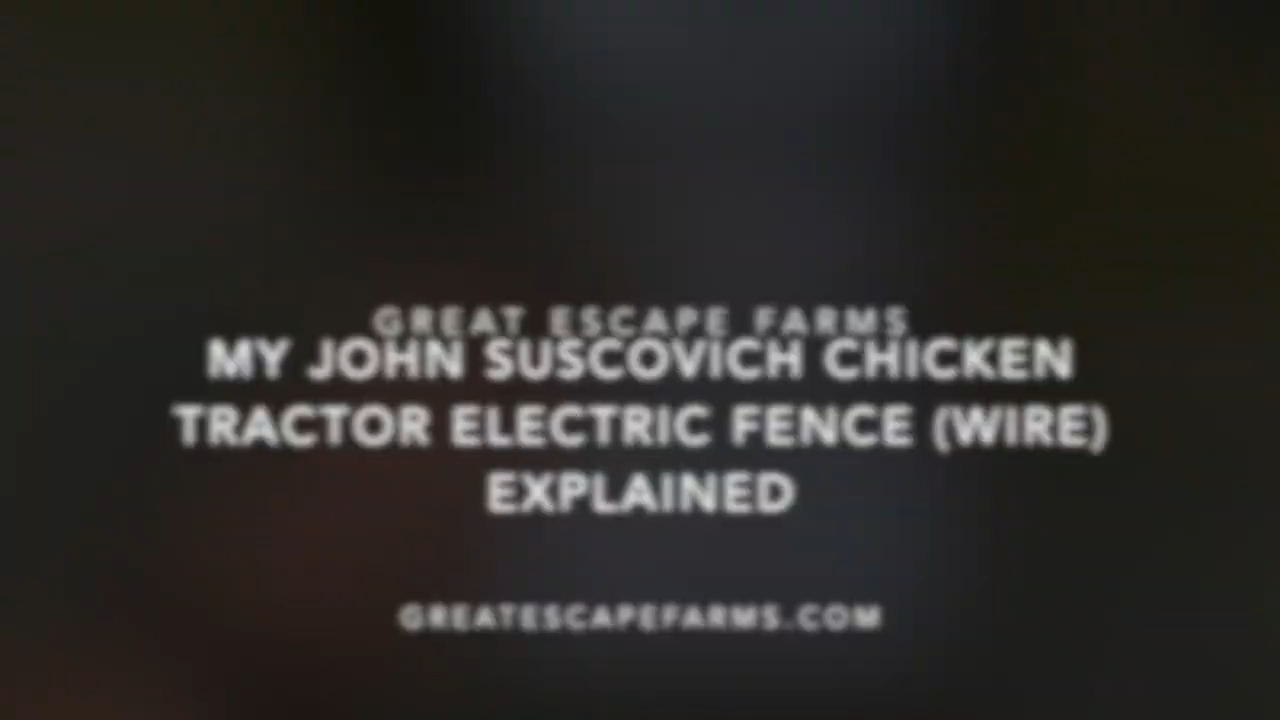 GREAT ESCAPE FARMS
MY JOHN SUSCOVICH CHICKEN
TRACTOR ELECTRIC FENCE (WIRE)
EXPLAINED
GREATESCAPEFARMS.COM